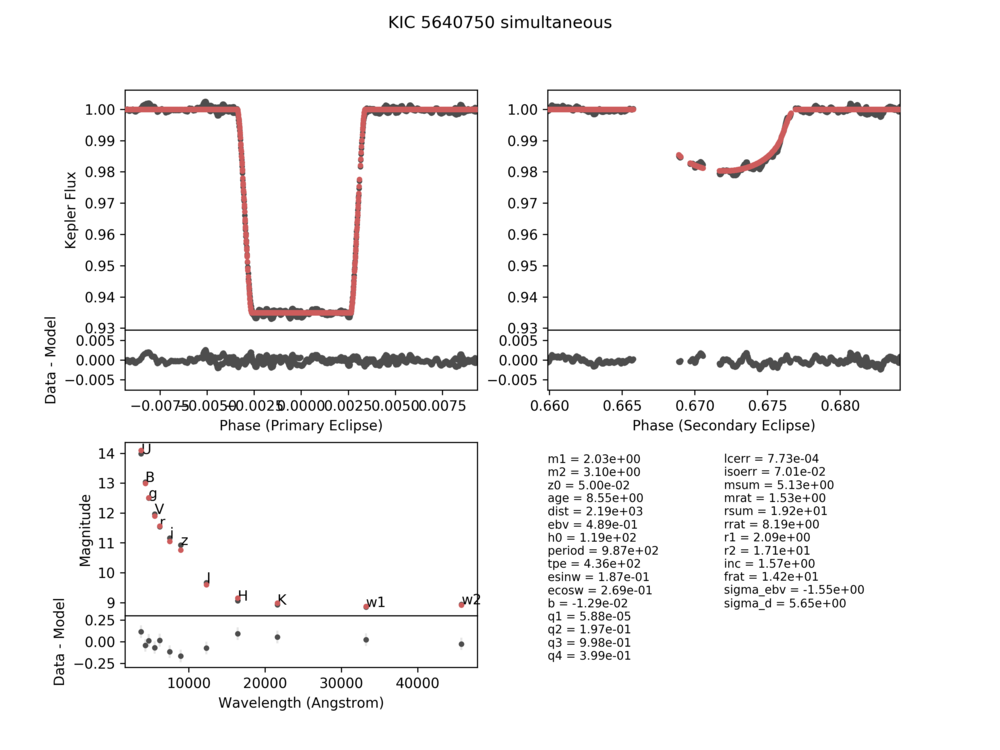 KIC 5640750 simultaneous
1.00
0.99
0.98
0.97
0.96
0.95
0.94
0.93
Kepler Flux
0.005
0.000
−0.005
Data - Model
−0.0075
−0.0050
−0.0025
0.0000
0.0025
0.0050
0.0075
Phase (Primary Eclipse)
1.00
0.99
0.98
0.97
0.96
0.95
0.94
0.93
0.005
0.000
−0.005
0.660
0.665
0.670
0.675
0.680
Phase (Secondary Eclipse)
14
13
12
11
10
9
Magnitude
U
B
g
V
r
i
z
J
H
K
w1
w2
0.25
0.00
−0.25
Data - Model
10000
20000
30000
40000
Wavelength (Angstrom)
m1 = 2.03e+00
m2 = 3.10e+00
z0 = 5.00e-02
age = 8.55e+00
dist = 2.19e+03
ebv = 4.89e-01
h0 = 1.19e+02
period = 9.87e+02
tpe = 4.36e+02
esinw = 1.87e-01
ecosw = 2.69e-01
b = -1.29e-02
q1 = 5.88e-05
q2 = 1.97e-01
q3 = 9.98e-01
q4 = 3.99e-01
lcerr = 7.73e-04
isoerr = 7.01e-02
msum = 5.13e+00
mrat = 1.53e+00
rsum = 1.92e+01
rrat = 8.19e+00
r1 = 2.09e+00
r2 = 1.71e+01
inc = 1.57e+00
frat = 1.42e+01
sigma_ebv = -1.55e+00
sigma_d = 5.65e+00